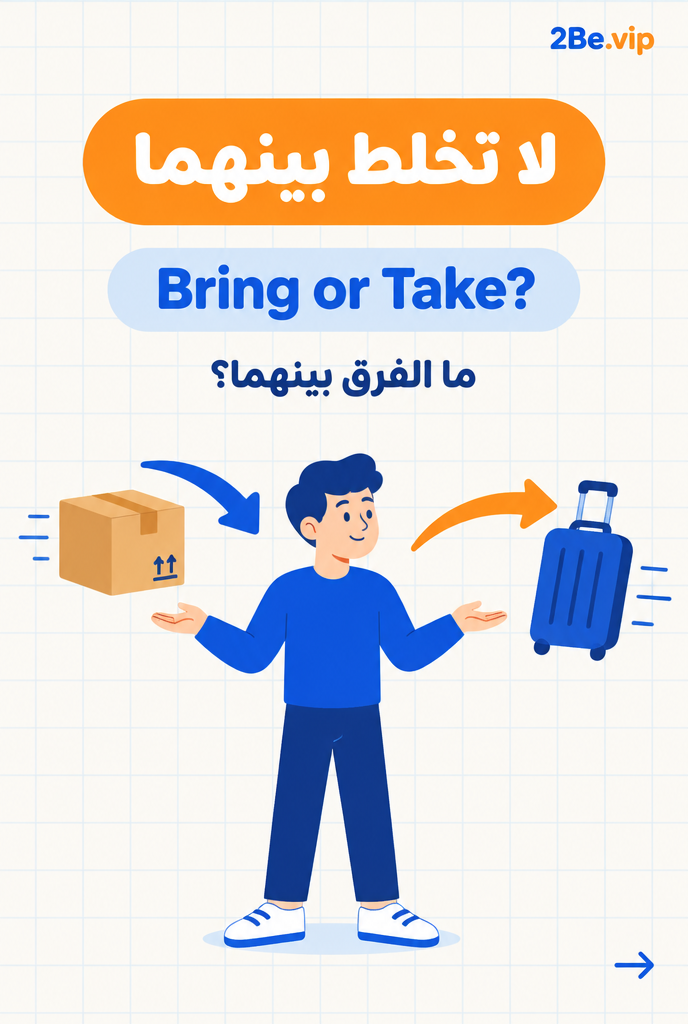 2Be.vip
لا تخلط بينهما
Bring or Take?
ما الفرق بينهما؟